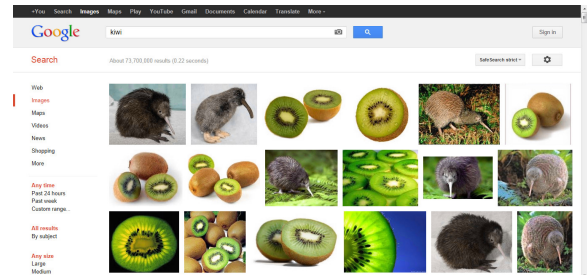 +You Search Images Maps Play YouTube Gmail Documents Calendar Translate More
Google
kiwi
Sign in
Search
About 73,700,000 results (0.22 seconds)
SafeSearch strict
Web
Images
Maps
Videos
News
Shopping
More
Any time
Past 24 hours
Past week
Custom range...
All results
By subject
Any size
Large
Medium